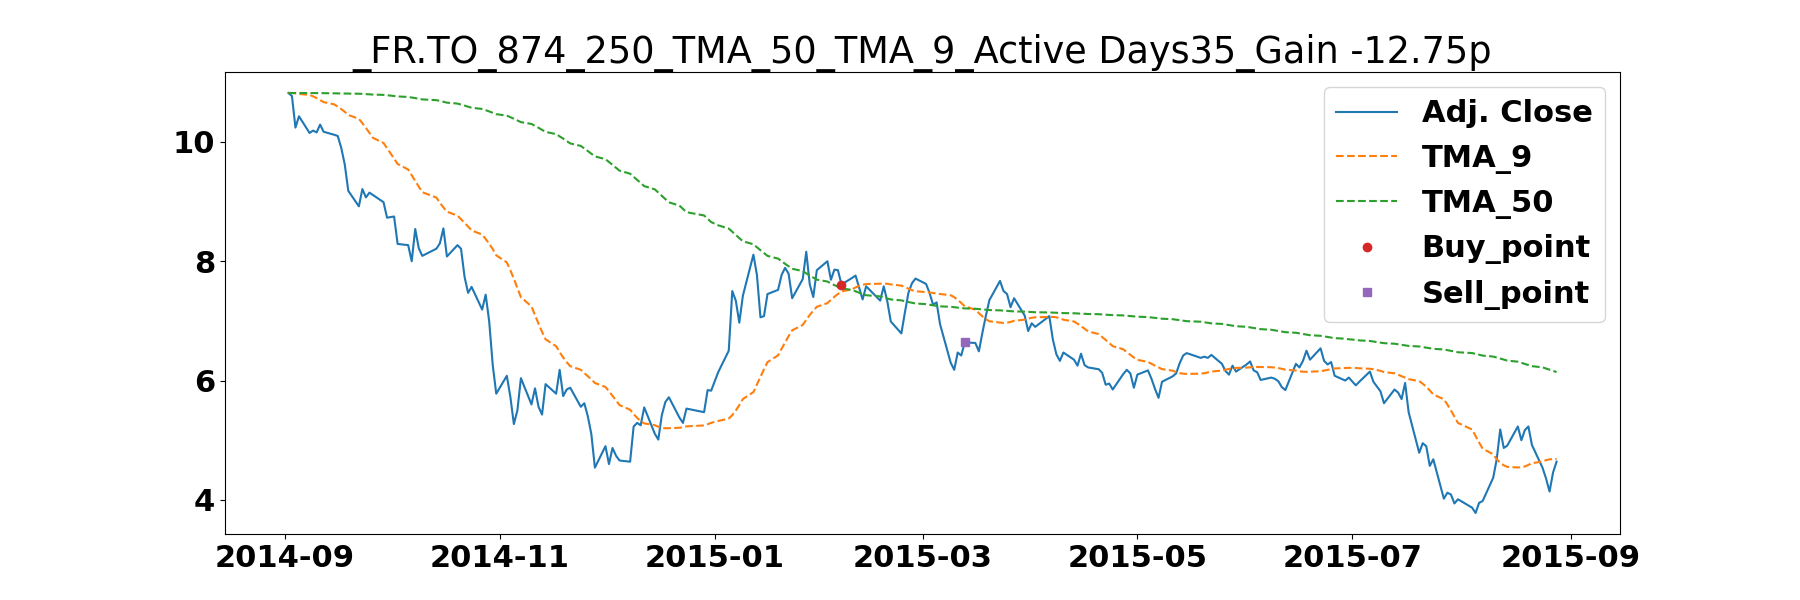 _FR.TO_874_250_TMA_50_TMA_9_Active Days35_Gain -12.75p
Adj. Close
TMA_9
TMA_50
Buy_point
Sell_point
10
8
6
4
2014-09 2014-11 2015-01 2015-03 2015-05 2015-07 2015-09